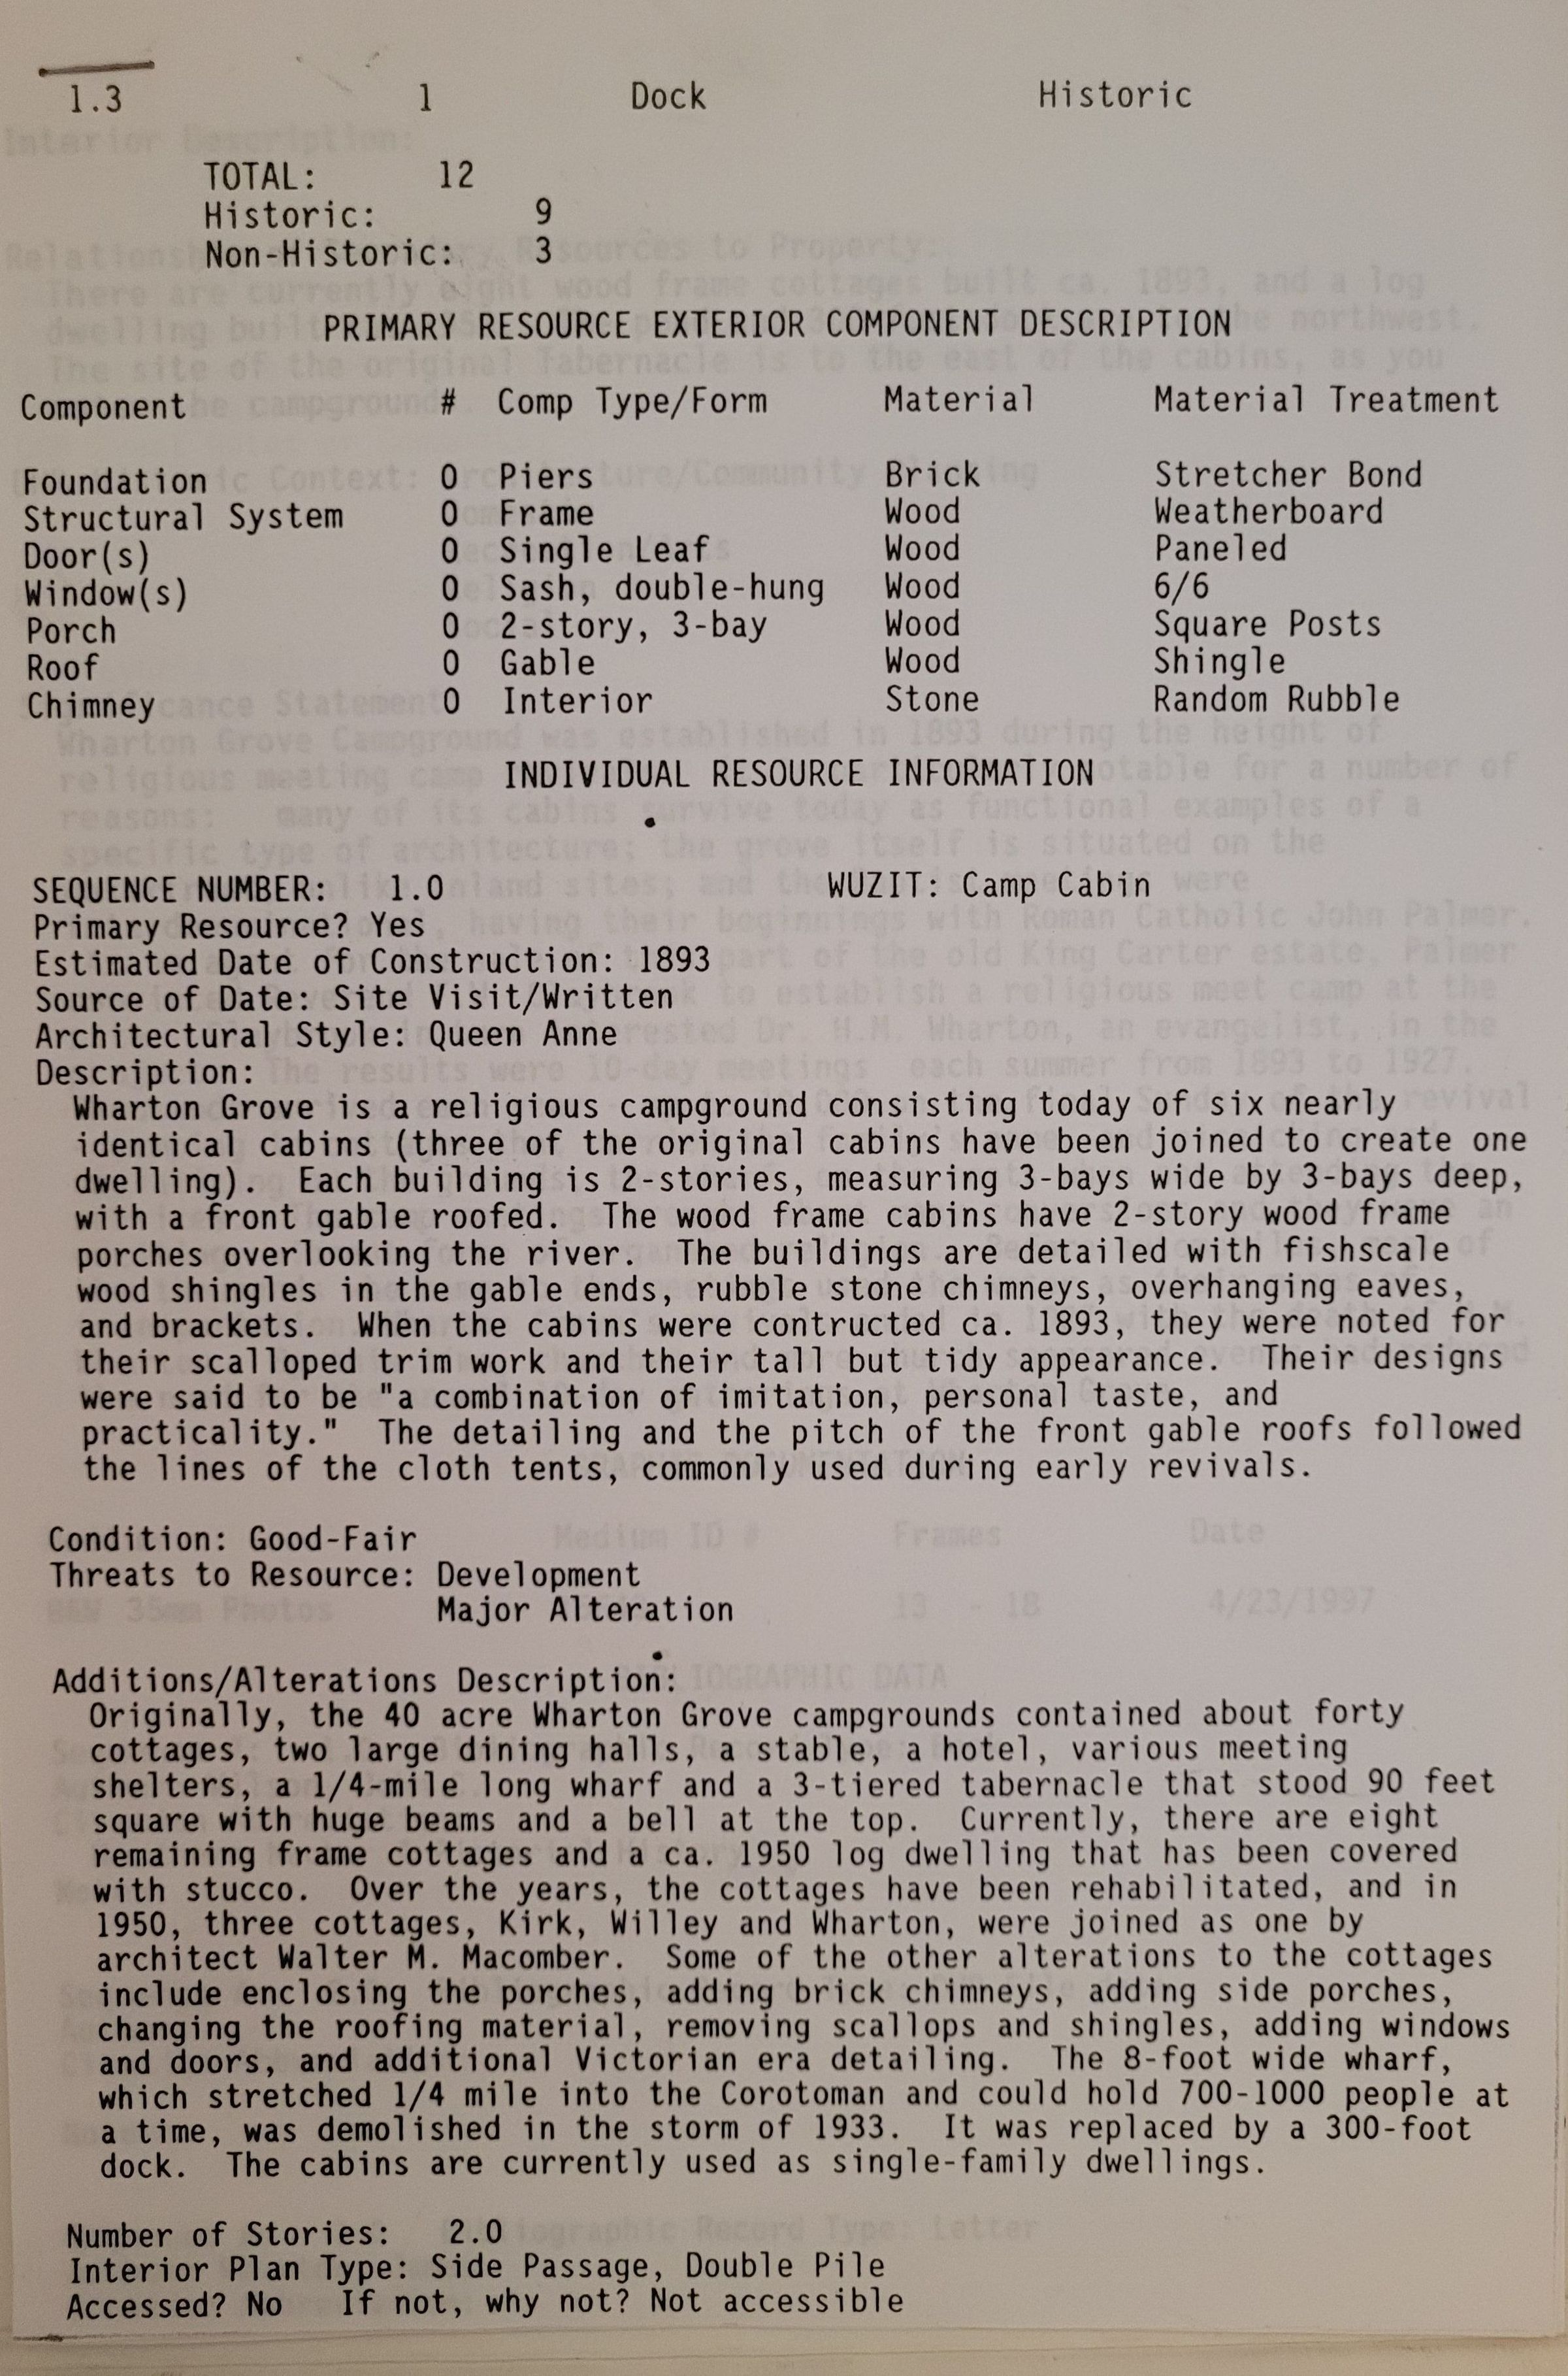 1.3 1 Dock Historic
TOTAL: 12
Historic: 9
Non-Historic: 3
PRIMARY RESOURCE EXTERIOR COMPONENT DESCRIPTION
Component # Comp Type/Form Material Material Treatment
Foundation 0 Piers Brick Stretcher Bond
Structural System 0 Frame Wood Weatherboard
Door(s) 0 Single Leaf Wood Paneled
Window(s) 0 Sash, double-hung Wood 6/6
Porch 0 2-story, 3-bay Wood Square Posts
Roof 0 Gable Wood Shingle
Chimney 0 Interior Stone Random Rubble
INDIVIDUAL RESOURCE INFORMATION
SEQUENCE NUMBER: 1.0 WUZIT: Camp Cabin
Primary Resource? Yes
Estimated Date of Construction: 1893
Source of Date: Site Visit/Written
Architectural Style: Queen Anne
Description:
Wharton Grove is a religious campground consisting today of six nearly
identical cabins (three of the original cabins have been joined to create one
dwelling). Each building is 2-stories, measuring 3-bays wide by 3-bays deep,
with a front gable roofed. The wood frame cabins have 2-story wood frame
porches overlooking the river. The buildings are detailed with fishscale
wood shingles in the gable ends, rubble stone chimneys, overhanging eaves,
and brackets. When the cabins were contructed ca. 1893, they were noted for
their scalloped trim work and their tall but tidy appearance. Their designs
were said to be "a combination of imitation, personal taste, and
practicality." The detailing and the pitch of the front gable roofs followed
the lines of the cloth tents, commonly used during early revivals.
Condition: Good-Fair
Threats to Resource: Development
Major Alteration
Additions/Alterations Description:
Originally, the 40 acre Wharton Grove campgrounds contained about forty
cottages, two large dining halls, a stable, a hotel, various meeting
shelters, a 1/4-mile long wharf and a 3-tiered tabernacle that stood 90 feet
square with huge beams and a bell at the top. Currently, there are eight
remaining frame cottages and a ca. 1950 log dwelling that has been covered
with stucco. Over the years, the cottages have been rehabilitated, and in
1950, three cottages, Kirk, Willey and Wharton, were joined as one by
architect Walter M. Macomber. Some of the other alterations to the cottages
include enclosing the porches, adding brick chimneys, adding side porches,
changing the roofing material, removing scallops and shingles, adding windows
and doors, and additional Victorian era detailing. The 8-foot wide wharf,
which stretched 1/4 mile into the Corotoman and could hold 700-1000 people at
a time, was demolished in the storm of 1933. It was replaced by a 300-foot
dock. The cabins are currently used as single-family dwellings.
Number of Stories: 2.0
Interior Plan Type: Side Passage, Double Pile
Accessed? No If not, why not? Not accessible